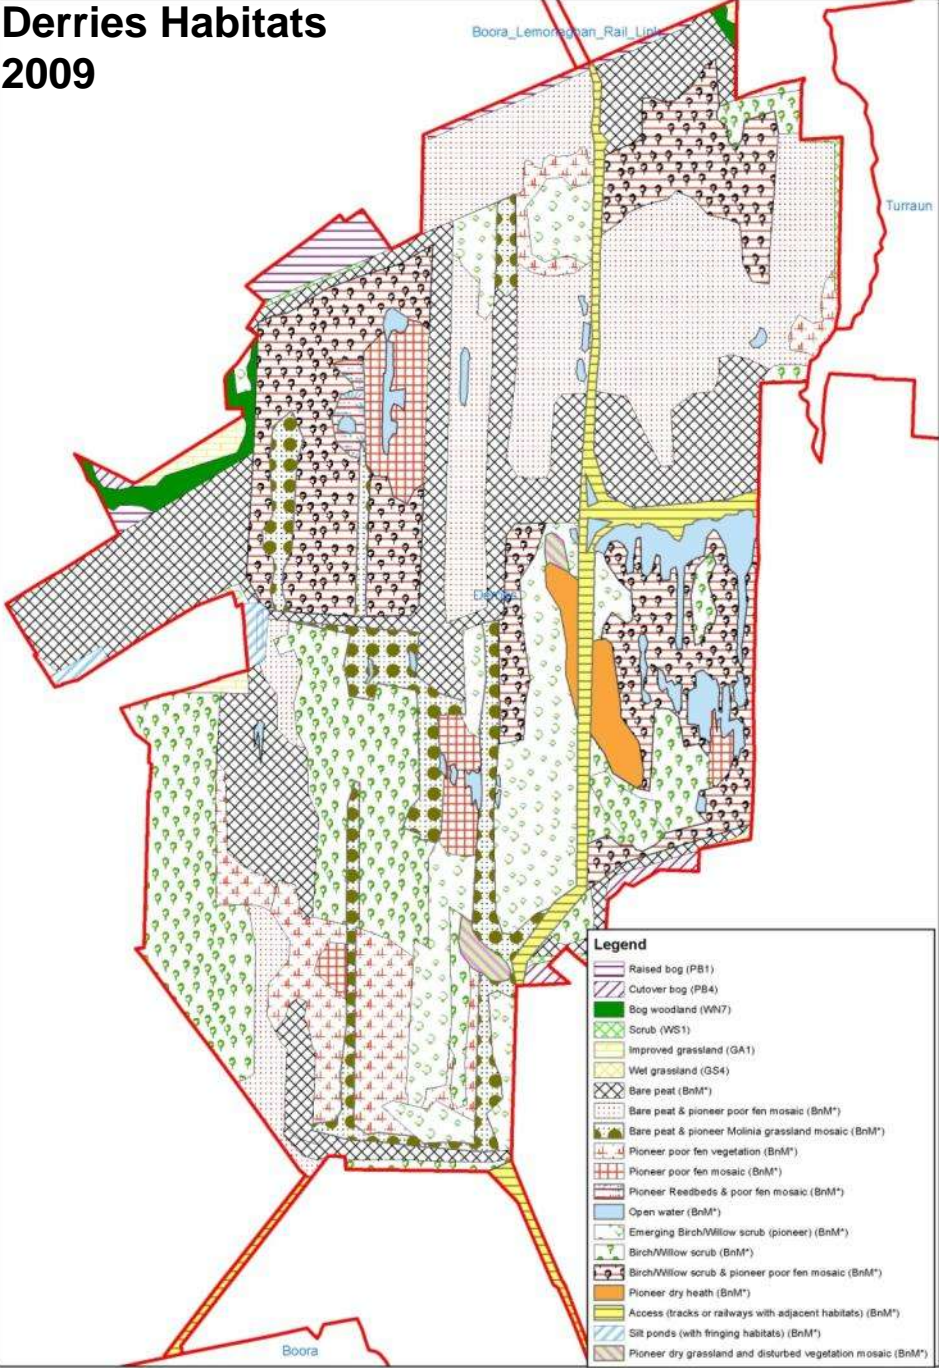 Derries Habitats
2009
Boora_Lemonaghan_Rail_Link
Turraun
Derries
Legend
Raised bog (PB1)
Cutover bog (PB4)
Bog woodland (WN7)
Scrub (WS1)
Improved grassland (GA1)
Wet grassland (GS4)
Bare peat (BnM*)
Bare peat & pioneer poor fen mosaic (BnM*)
Bare peat & pioneer Molinia grassland mosaic (BnM*)
Pioneer poor fen vegetation (BnM*)
Pioneer poor fen mosaic (BnM*)
Pioneer Reedbeds & poor fen mosaic (BnM*)
Open water (BnM*)
Emerging Birch/Willow scrub (pioneer) (BnM*)
Birch/Willow scrub (BnM*)
Birch/Willow scrub & pioneer poor fen mosaic (BnM*)
Pioneer dry heath (BnM*)
Access (tracks or railways with adjacent habitats) (BnM*)
Silt ponds (with fringing habitats) (BnM*)
Pioneer dry grassland and disturbed vegetation mosaic (BnM*)
Boora